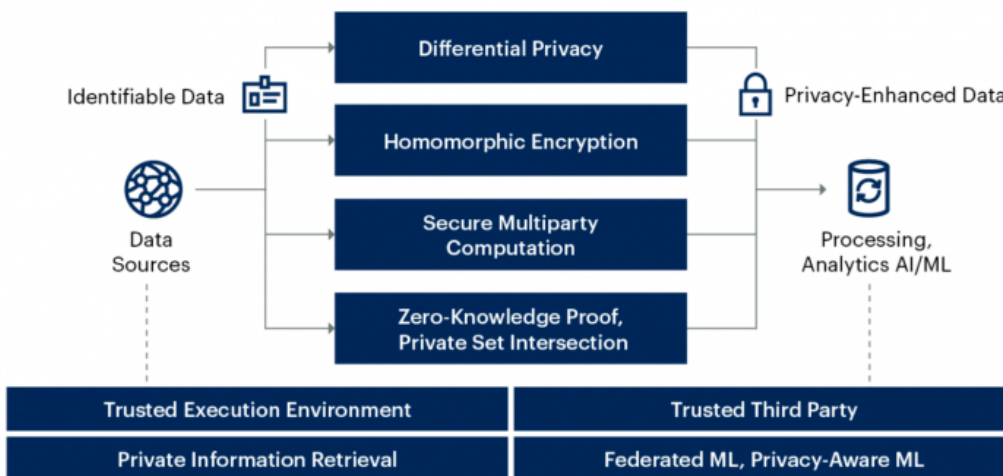 Differential Privacy
Identifiable Data
Privacy-Enhanced Data
Homomorphic Encryption
Data
Sources
Secure Multiparty
Computation
Processing,
Analytics AI/ML
Zero-Knowledge Proof,
Private Set Intersection
Trusted Execution Environment
Trusted Third Party
Private Information Retrieval
Federated ML, Privacy-Aware ML